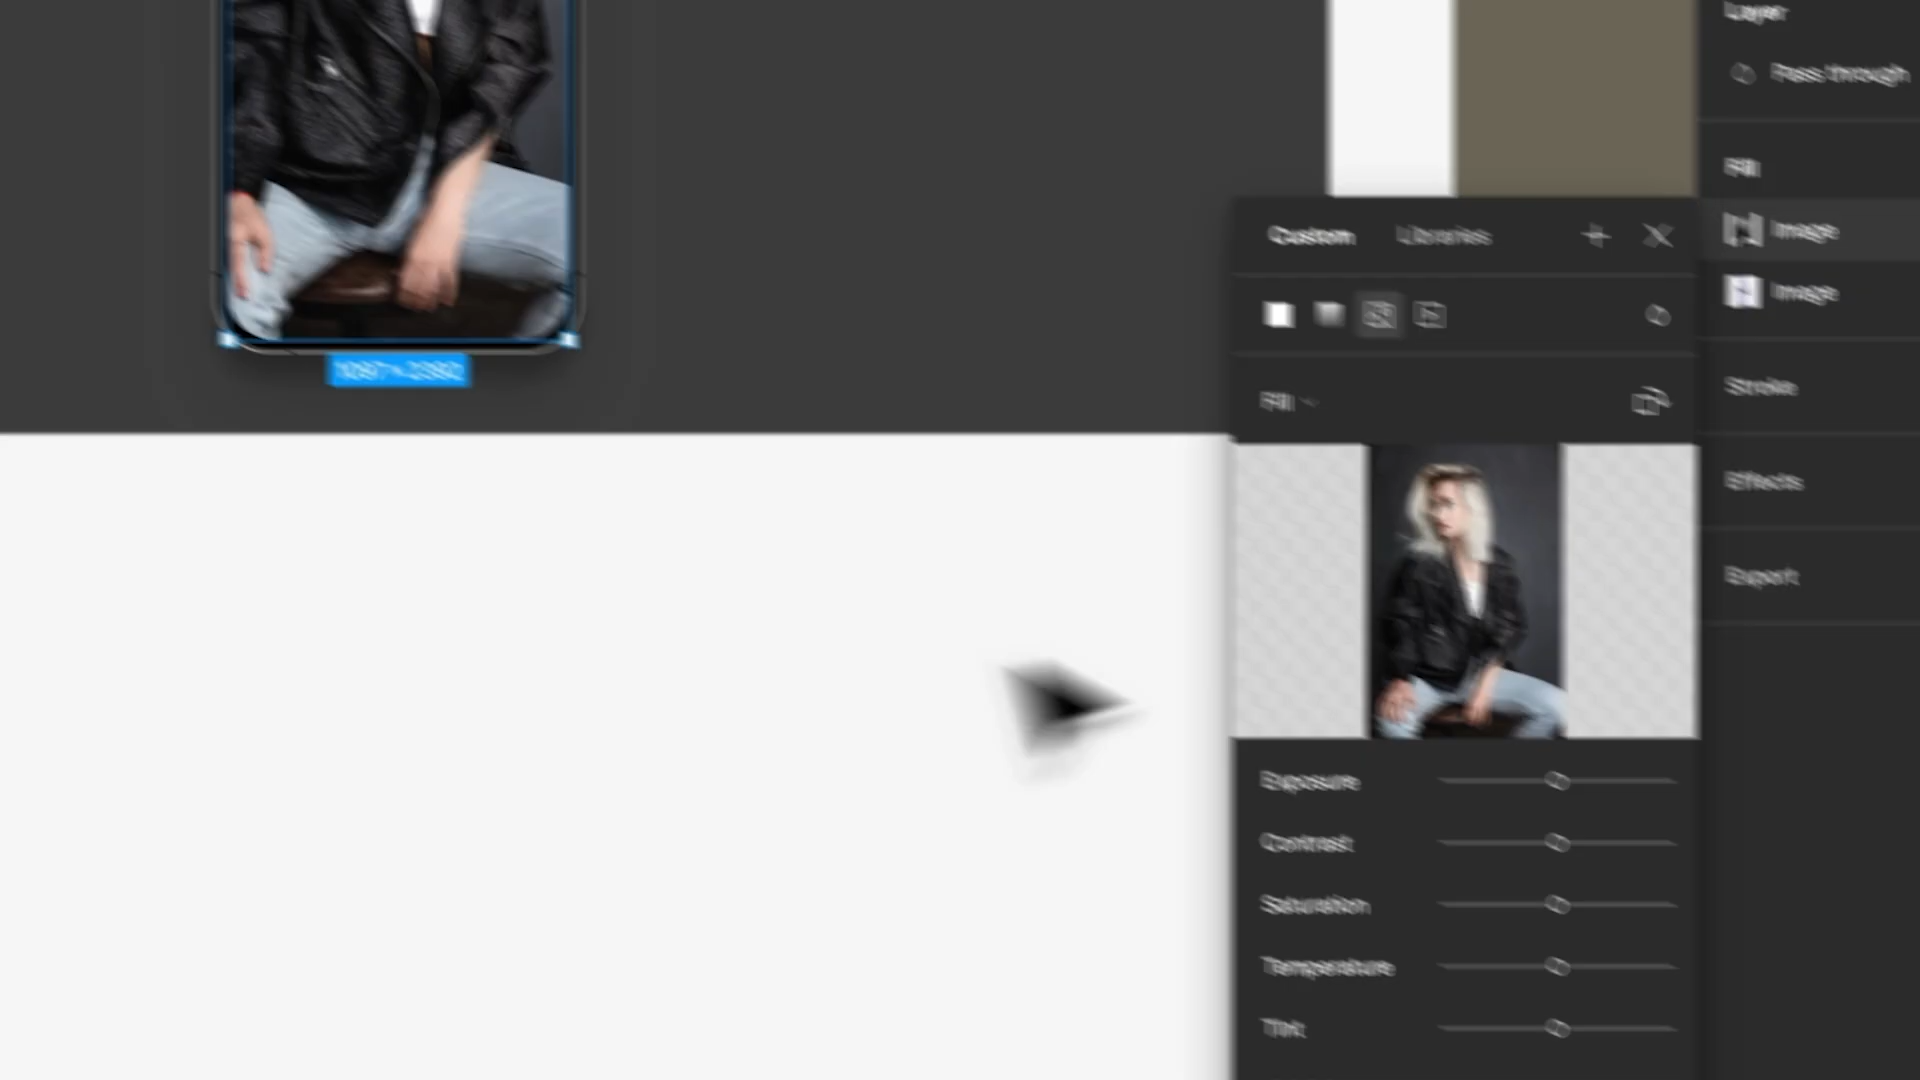 Layer
Pass through
Fill
Custom Libraries
Image
Image
Fill
Stroke
Effects
Export
Exposure
Contrast
Saturation
Temperature
Tint